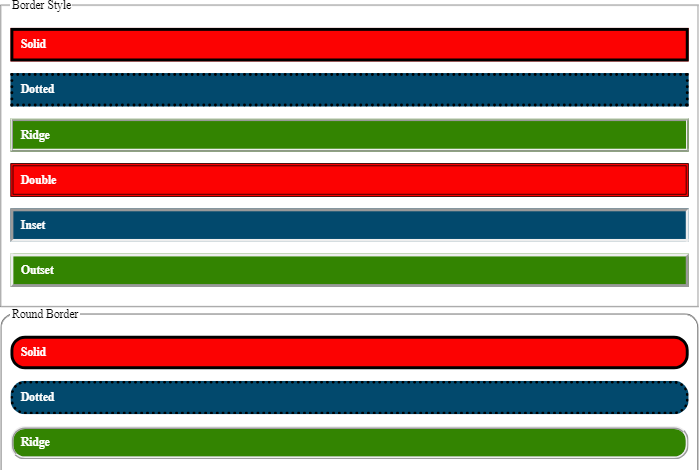 Border Style
Solid
Dotted
Ridge
Double
Inset
Outset
Round Border
Solid
Dotted
Ridge